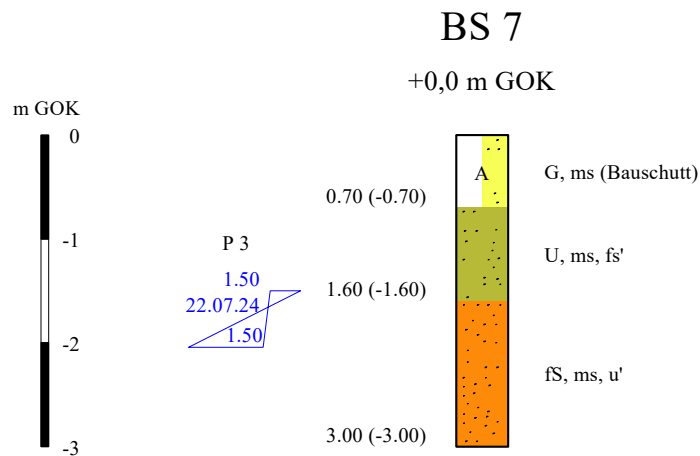 BS 7
+0,0 m GOK
m GOK
0
-1
-2
-3
P 3
1.50
22.07.24
1.50
A
0.70 (-0.70)
1.60 (-1.60)
3.00 (-3.00)
G, ms (Bauschutt)
U, ms, fs'
fS, ms, u'